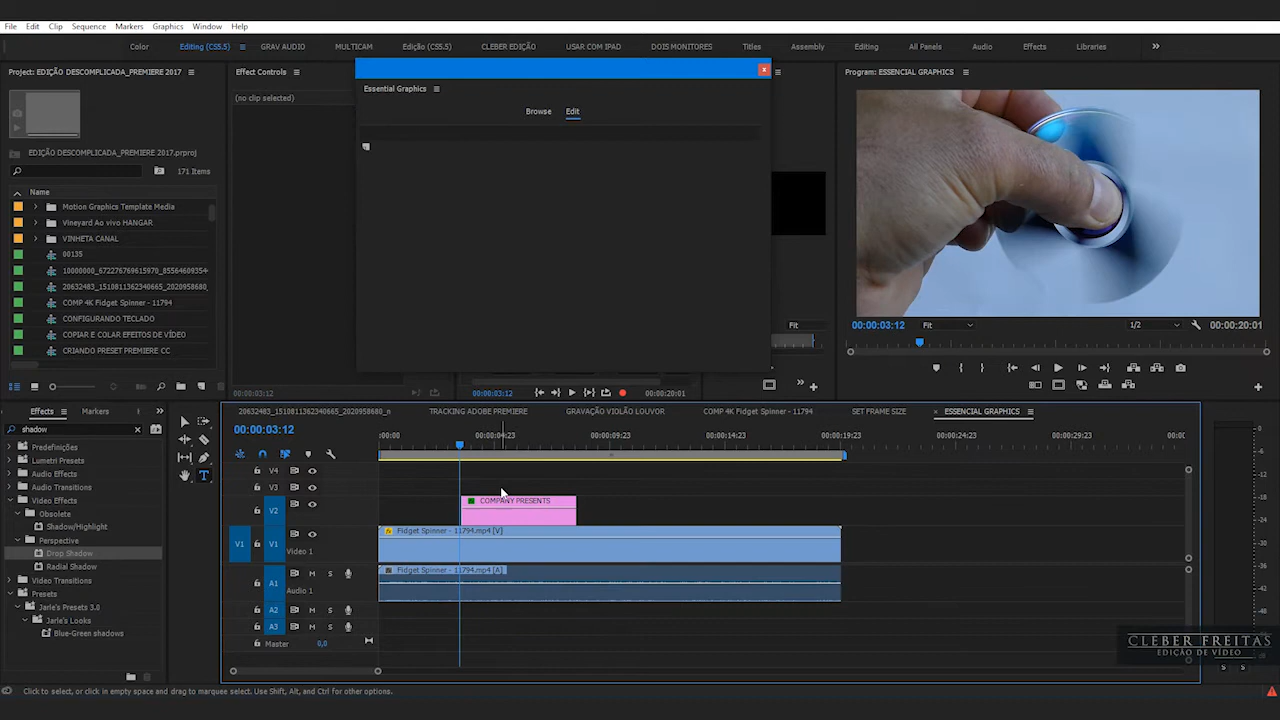 File Edit Clip Sequence Markers Graphics Window Help
Color Editing (CS5.5) GRAV AUDIO MULTICAM Edição (CS5.5) CLEBER EDIÇÃO USAR COM IPAD DOIS MONITORES Titles Assembly Editing All Panels Audio Effects Libraries
Project: EDIÇÃO DESCOMPLICADA_PREMIERE 2017
Effect Controls
Program: ESSENCIAL GRAPHICS
Essential Graphics
(no clip selected)
Browse Edit
EDIÇÃO DESCOMPLICADA_PREMIERE 2017.prproj
171 Items
Name
Motion Graphics Template Media
Vineyard Ao vivo HANGAR
VINHETA CANAL
00135
10000000_672276769615970_855646093544
20632483_1510811362340665_2020958680_
COMP 4K Fidget Spinner - 11794
CONFIGURANDO TECLADO
COPIAR E COLAR EFEITOS DE VÍDEO
CRIANDO PRESET PREMIERE CC
Fit
00:00:03:12 Fit 1/2 00:00:20:01
00:00:03:12
00:00:03:12 00:00:20:01
Effects Markers
shadow
Predefinições
Lumetri Presets
Audio Effects
Audio Transitions
Video Effects
Obsolete
Shadow/Highlight
Perspective
Drop Shadow
Radial Shadow
Video Transitions
Presets
Jarle's Presets 3.0
Jarle's Looks
Blue-Green shadows
20632483_1510811362340665_2020958680_n TRACKING ADOBE PREMIERE GRAVAÇÃO VIOLÃO LOUVOR COMP 4K Fidget Spinner - 11794 SET FRAME SIZE ESSENCIAL GRAPHICS
00:00:03:12
:00:00 00:00:04:23 00:00:09:23 00:00:14:23 00:00:19:23 00:00:24:23 00:00:29:23 00:00
V4
V3
V2 COMPANY PRESENTS
V1 V1 Video 1 Fidget Spinner - 11794.mp4 [V]
A1 M S Audio 1 Fidget Spinner - 11794.mp4 [A]
A2 M S
A3 M S
Master 0,0
0
-6
-12
-18
-24
-30
-36
-42
-48
S S
CLEBER FREITAS
EDIÇÃO DE VÍDEO
Click to select, or click in empty space and drag to marquee select. Use Shift, Alt, and Ctrl for other options.